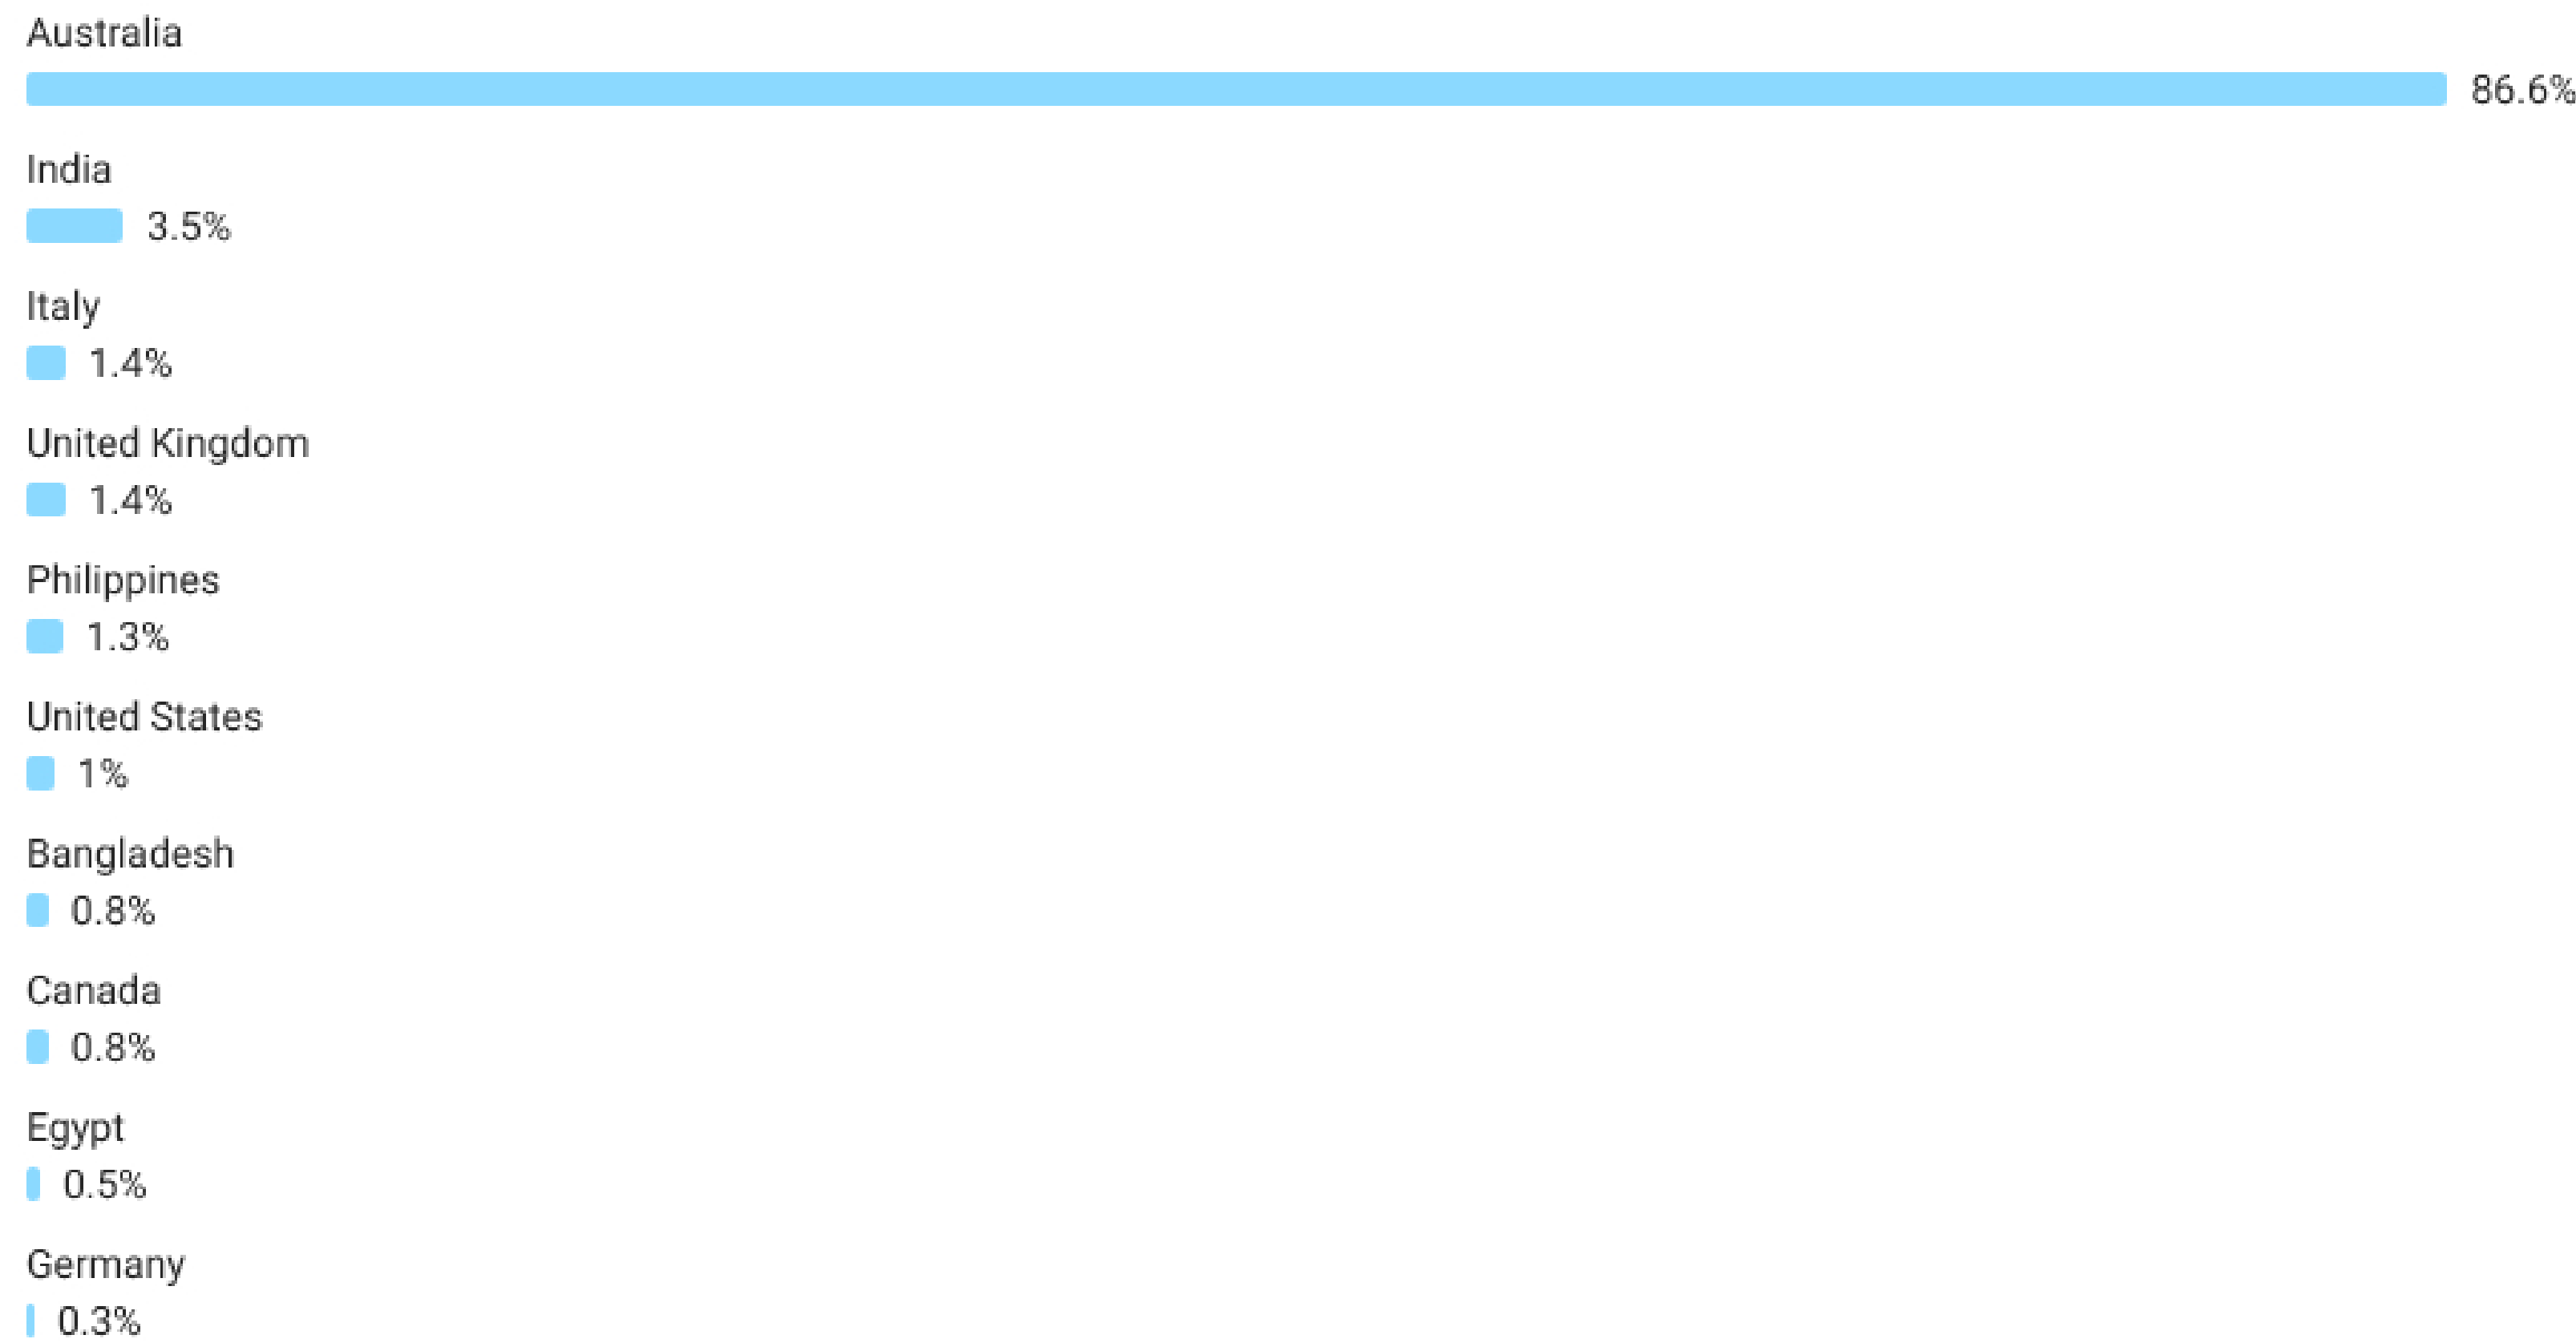 Australia
86.6%
India
3.5%
Italy
1.4%
United Kingdom
1.4%
Philippines
1.3%
United States
1%
Bangladesh
0.8%
Canada
0.8%
Egypt
0.5%
Germany
0.3%